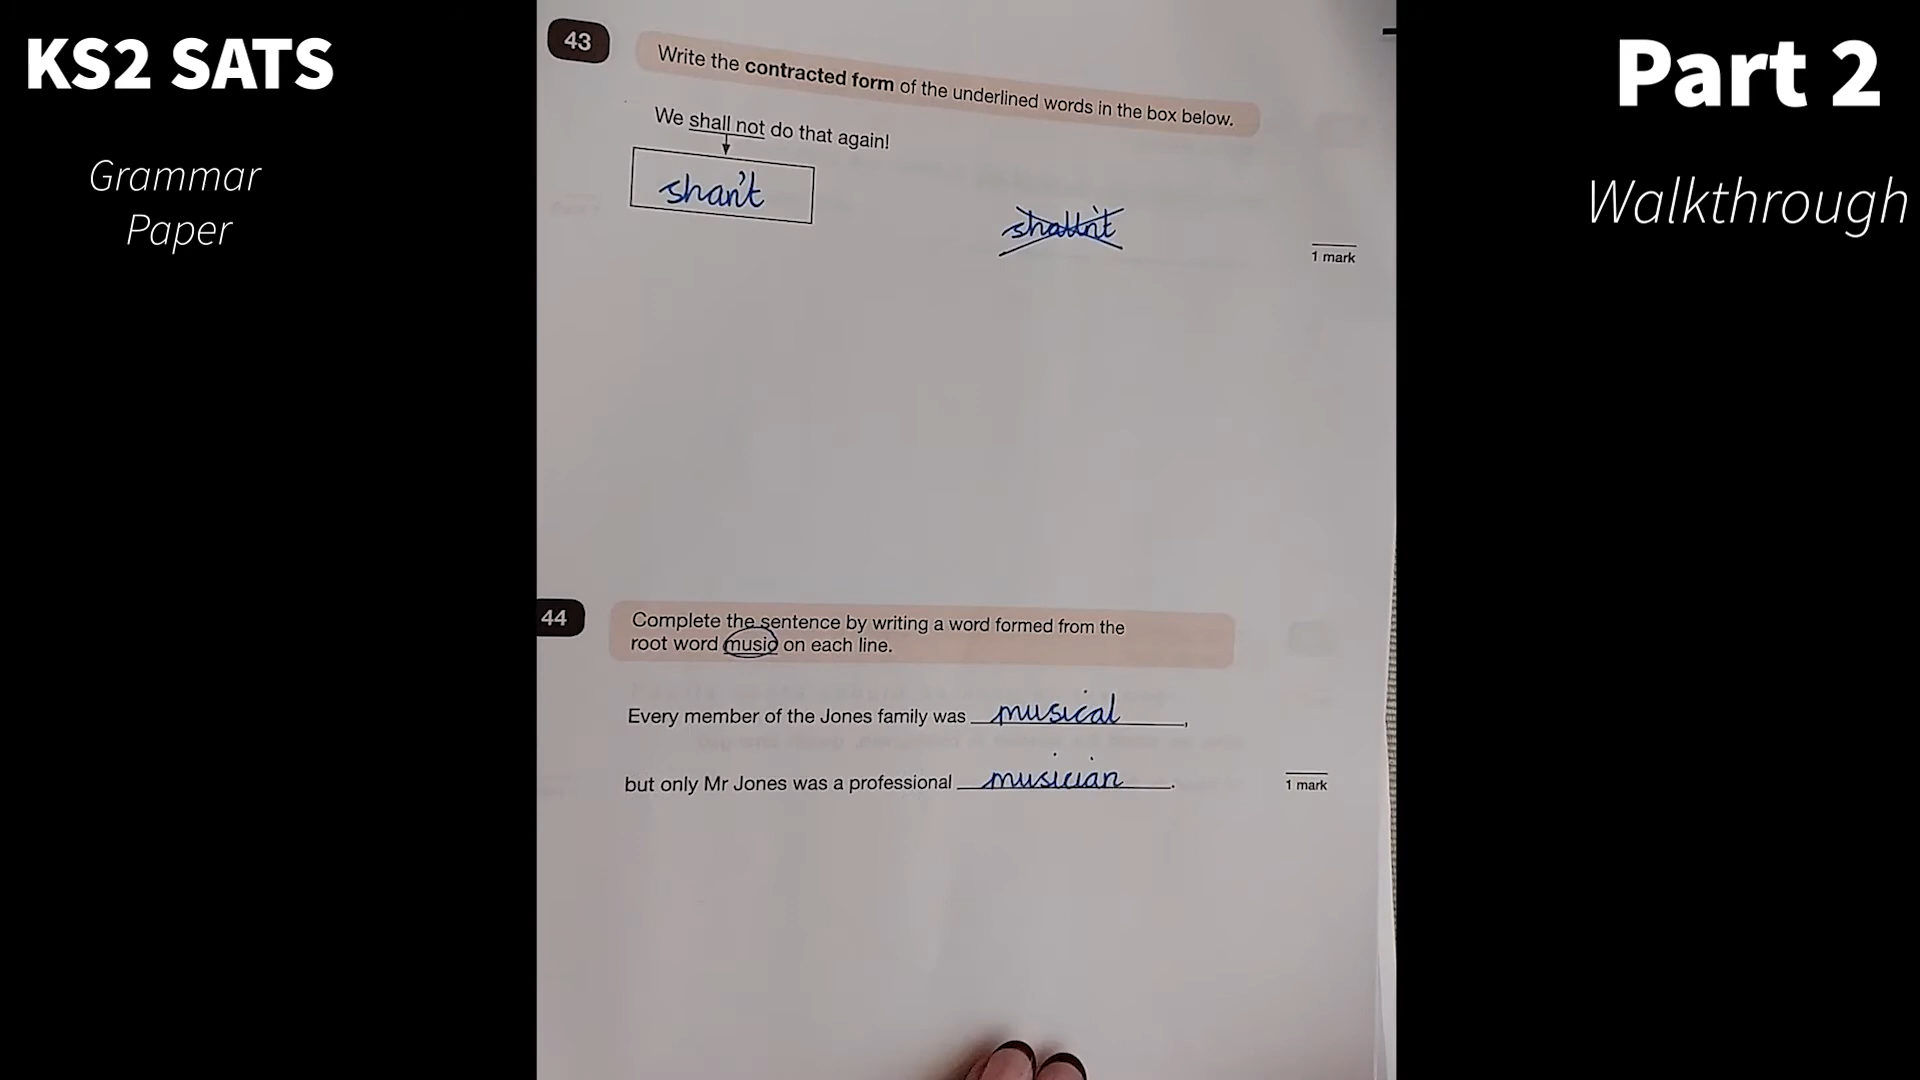 KS2 SATS
Grammar
Paper
Part 2
Walkthrough
43
Write the contracted form of the underlined words in the box below.
We shall not do that again!
shan't
shalln't
1 mark
44
Complete the sentence by writing a word formed from the
root word music on each line.
Every member of the Jones family was musical,
but only Mr Jones was a professional musician.
1 mark